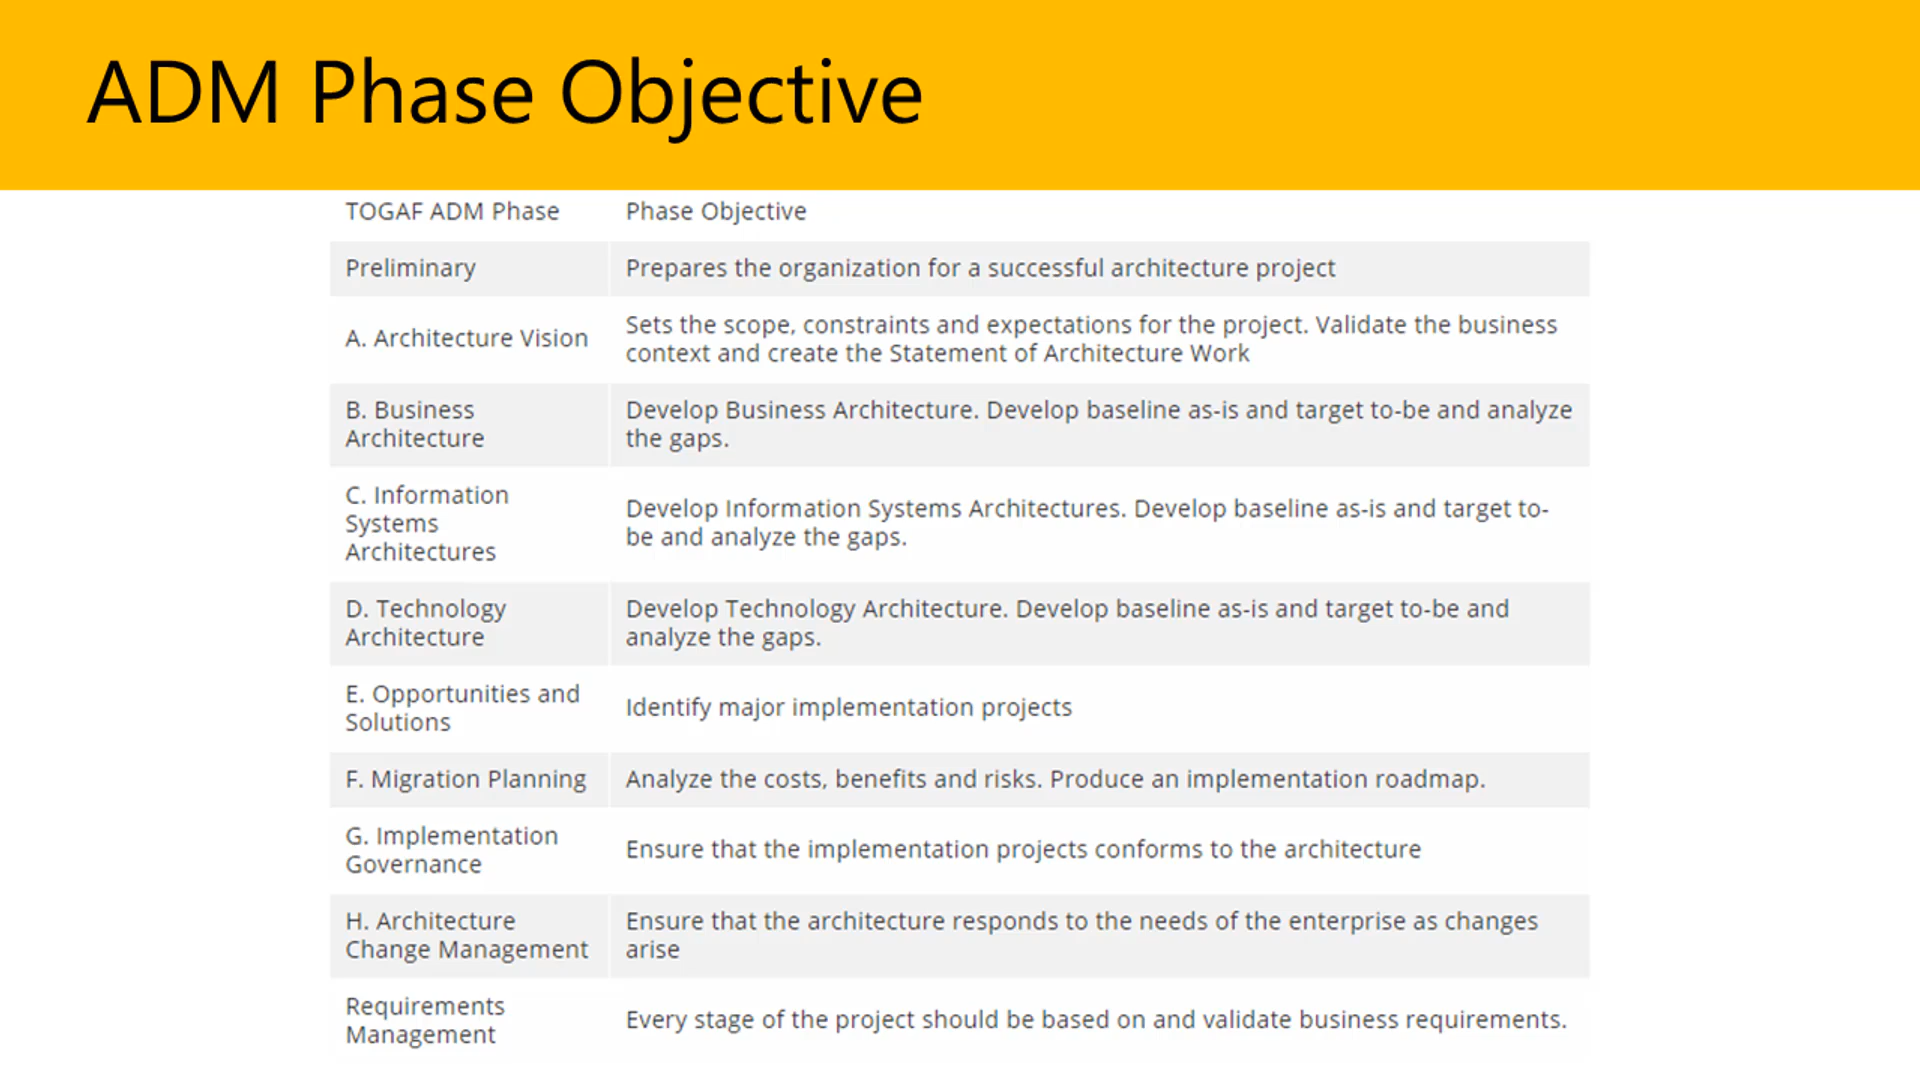 ADM Phase Objective
TOGAF ADM Phase
Phase Objective
Preliminary
Prepares the organization for a successful architecture project
A. Architecture Vision
Sets the scope, constraints and expectations for the project. Validate the business
context and create the Statement of Architecture Work
B. Business
Architecture
Develop Business Architecture. Develop baseline as-is and target to-be and analyze
the gaps.
C. Information
Systems
Architectures
Develop Information Systems Architectures. Develop baseline as-is and target to-
be and analyze the gaps.
D. Technology
Architecture
Develop Technology Architecture. Develop baseline as-is and target to-be and
analyze the gaps.
E. Opportunities and
Solutions
Identify major implementation projects
F. Migration Planning
Analyze the costs, benefits and risks. Produce an implementation roadmap.
G. Implementation
Governance
Ensure that the implementation projects conforms to the architecture
H. Architecture
Change Management
Ensure that the architecture responds to the needs of the enterprise as changes
arise
Requirements
Management
Every stage of the project should be based on and validate business requirements.